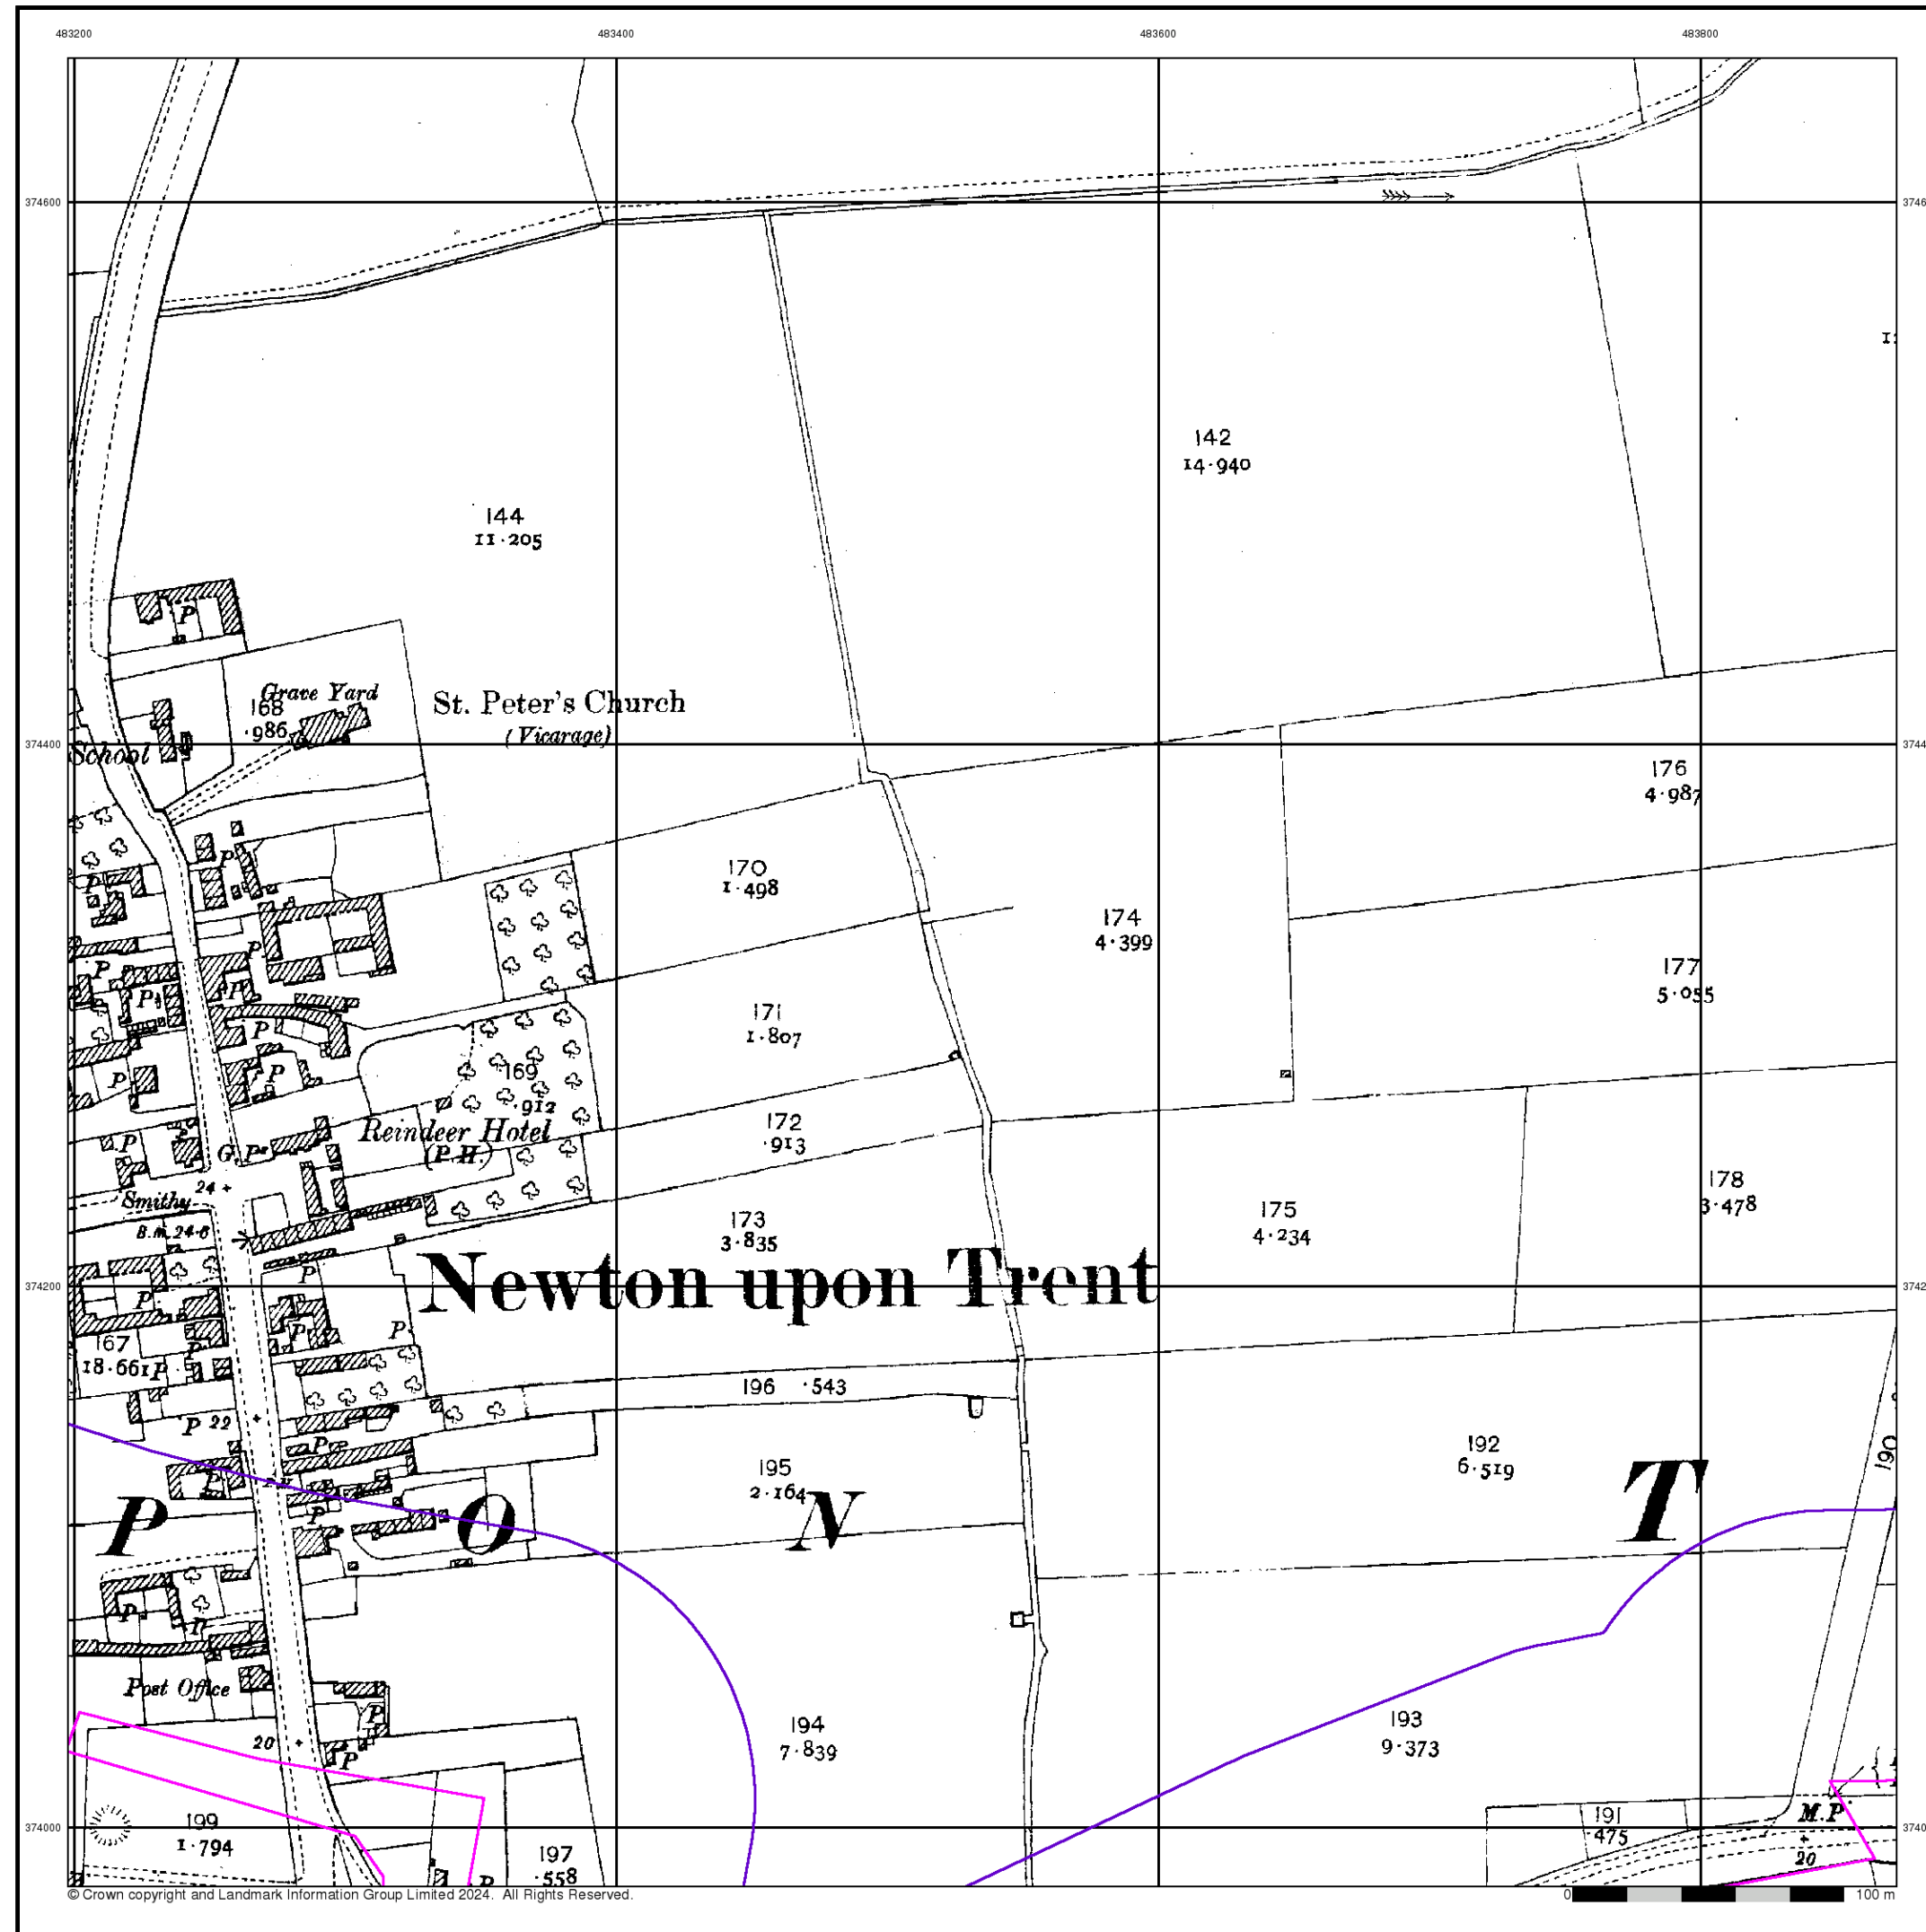 483200 483400 483600 483800
374600
142
14·940
144
11·205
Grave Yard
168
·986
St. Peter's Church
(Vicarage)
School
P
374400
176
4·987
170
1·498
174
4·399
177
5·055
171
1·807
169
·912
172
·913
Reindeer Hotel
(P.H.)
G.P.
24
Smithy
B.M. 24·6
173
3·835
175
4·234
178
3·478
Newton upon Trent
374200
167
18·661
P
196 ·543
P 22
195
2·164
192
6·519
190
P O N T
P
Post Office
20
194
7·839
193
9·373
199
1·794
374000
197
·558
191
·475
M.P.
20
© Crown copyright and Landmark Information Group Limited 2024. All Rights Reserved.
0 100 m